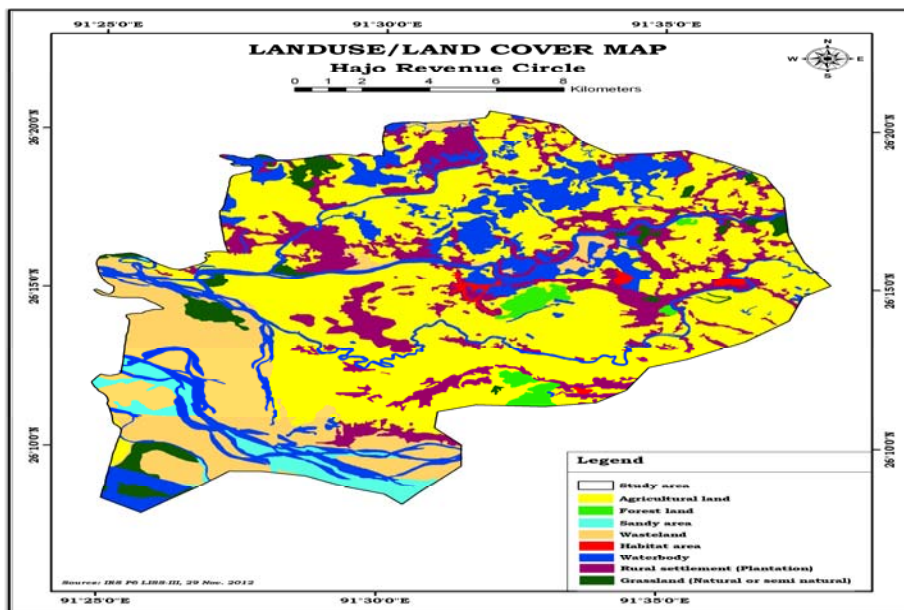 91°25'0"E 91°30'0"E 91°35'0"E
LANDUSE/LAND COVER MAP
Hajo Revenue Circle
0 1 2 4 6 8
Kilometers
N
W E
S
26°20'0"N 26°20'0"N
26°15'0"N 26°15'0"N
26°10'0"N 26°10'0"N
Legend
Study area
Agricultural land
Forest land
Sandy area
Wasteland
Habitat area
Waterbody
Rural settlement (Plantation)
Grassland (Natural or semi natural)
Source: IRS P6 LISS-III, 29 Nov. 2012
91°25'0"E 91°30'0"E 91°35'0"E